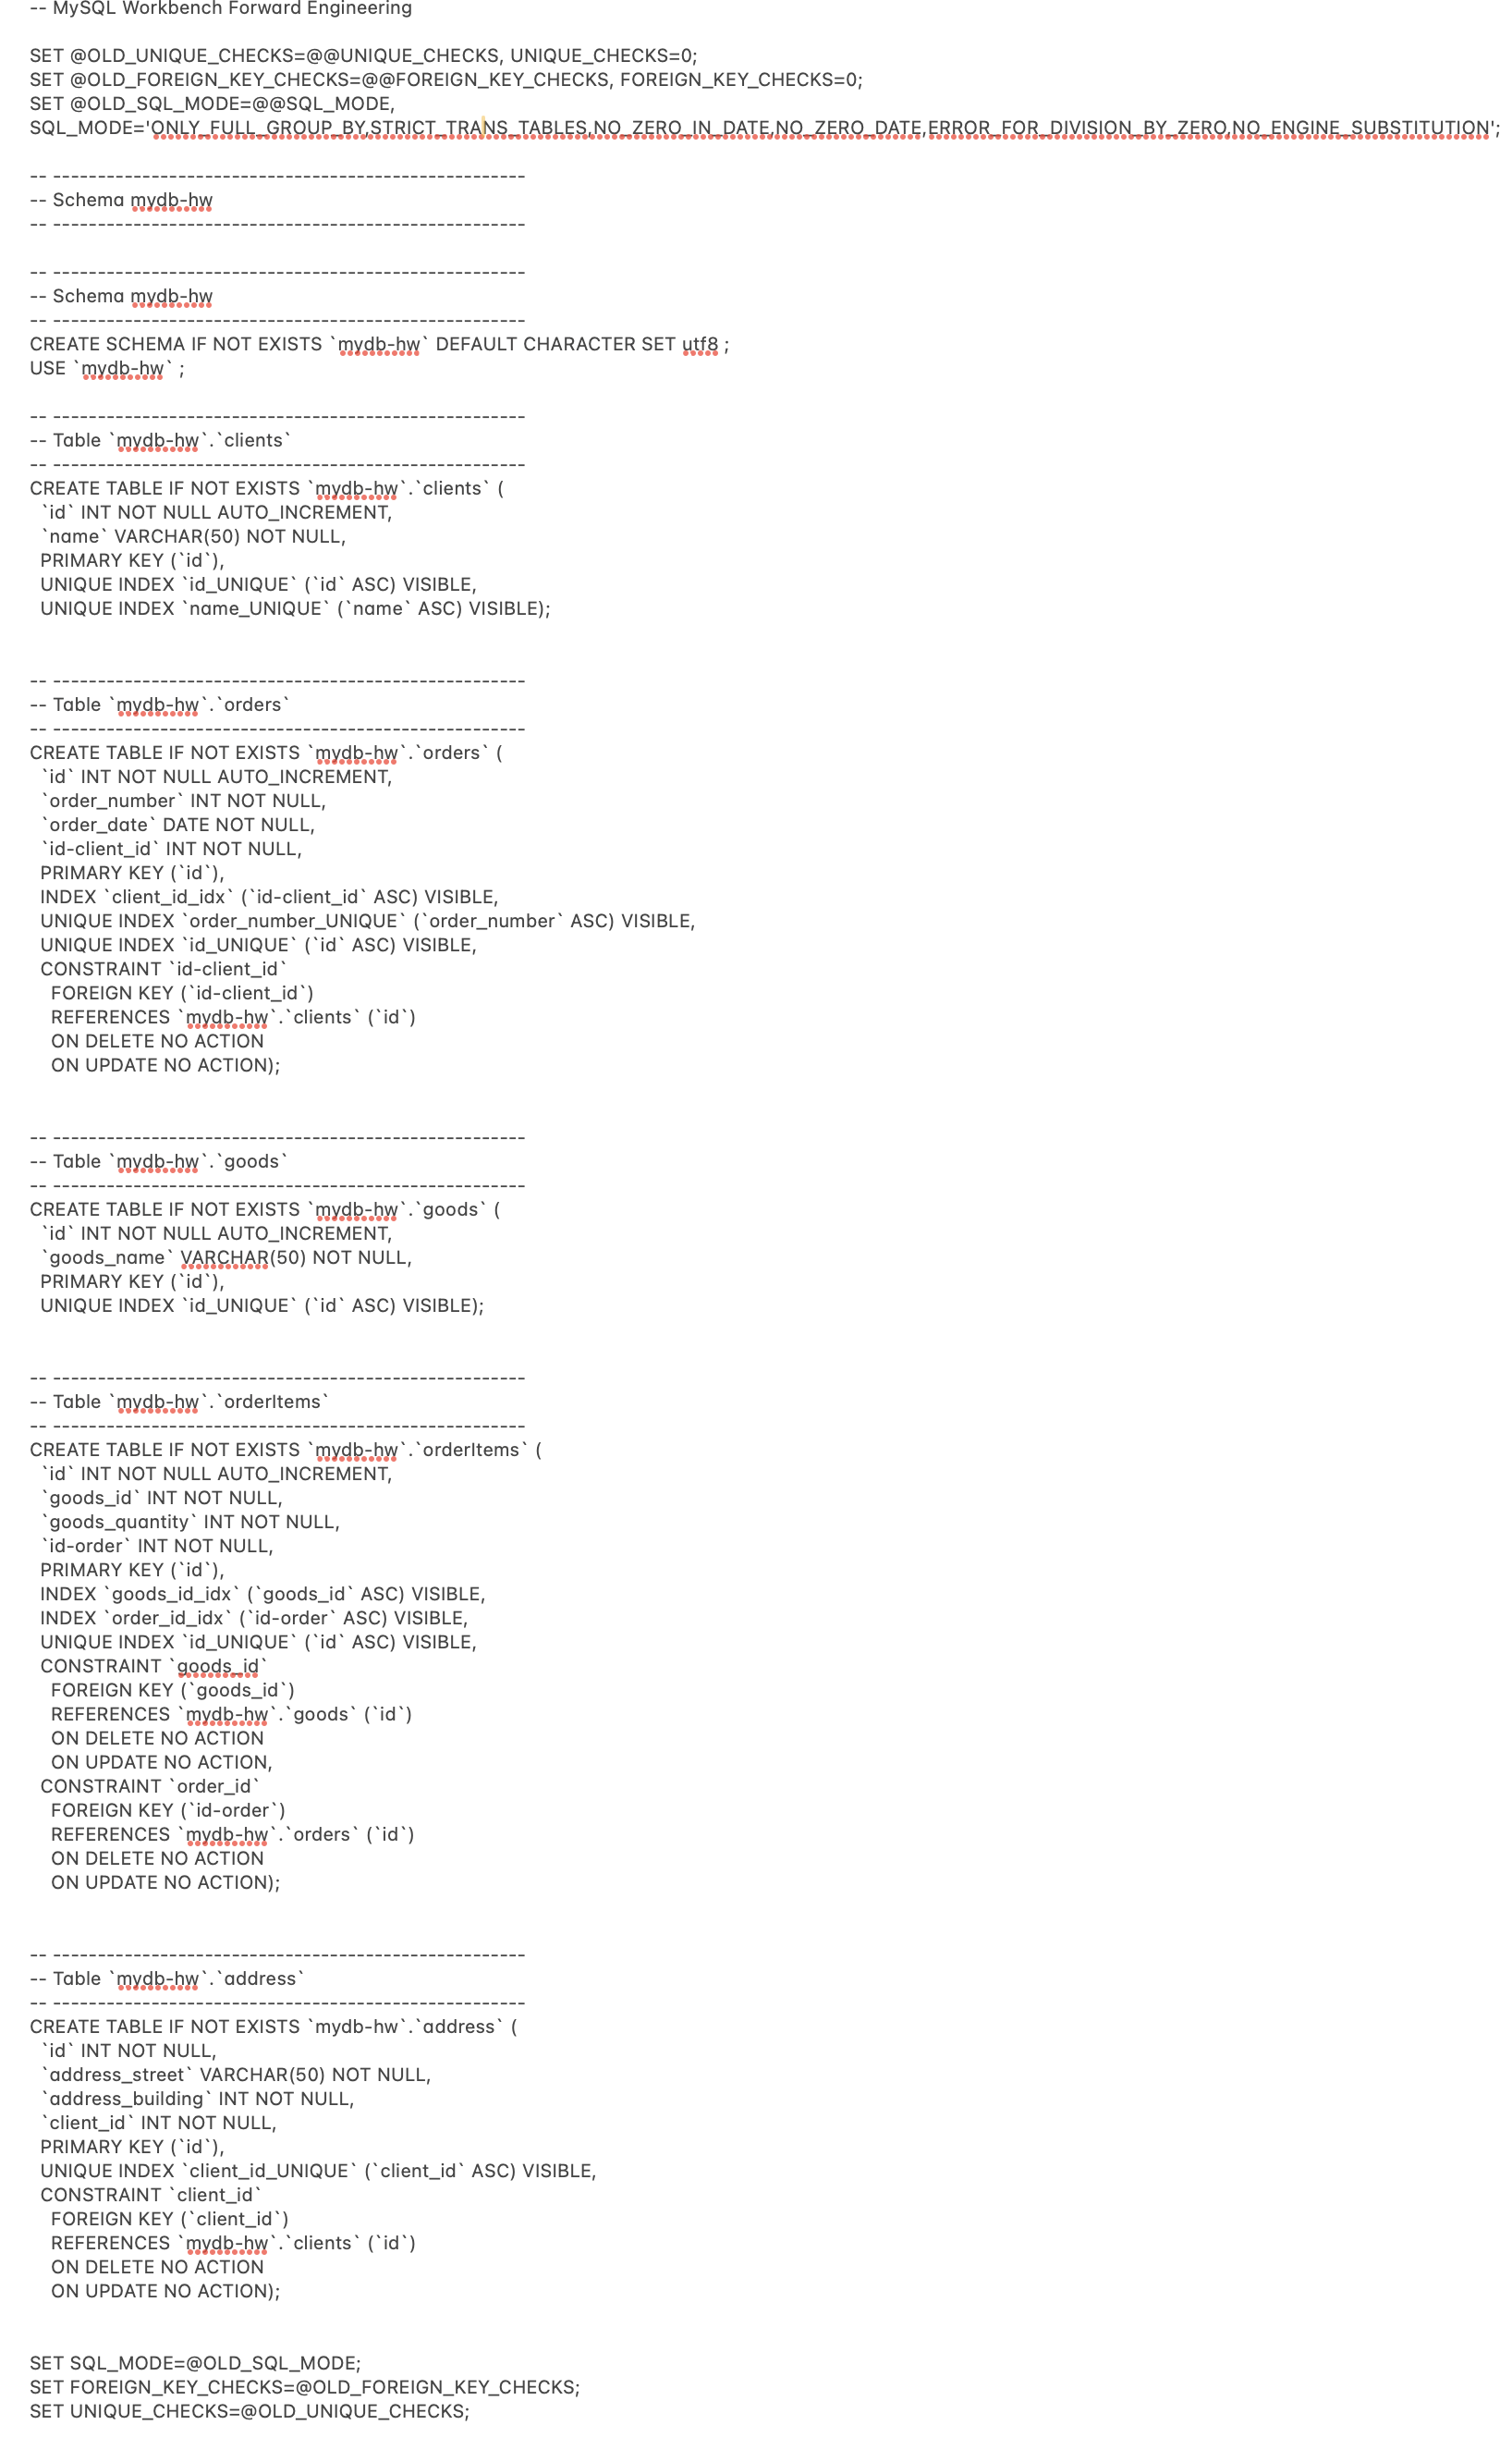 -- MySQL Workbench Forward Engineering

SET @OLD_UNIQUE_CHECKS=@@UNIQUE_CHECKS, UNIQUE_CHECKS=0;
SET @OLD_FOREIGN_KEY_CHECKS=@@FOREIGN_KEY_CHECKS, FOREIGN_KEY_CHECKS=0;
SET @OLD_SQL_MODE=@@SQL_MODE,
SQL_MODE='ONLY_FULL_GROUP_BY,STRICT_TRANS_TABLES,NO_ZERO_IN_DATE,NO_ZERO_DATE,ERROR_FOR_DIVISION_BY_ZERO,NO_ENGINE_SUBSTITUTION';

-- -----------------------------------------------------
-- Schema mydb-hw
-- -----------------------------------------------------

-- -----------------------------------------------------
-- Schema mydb-hw
-- -----------------------------------------------------
CREATE SCHEMA IF NOT EXISTS `mydb-hw` DEFAULT CHARACTER SET utf8 ;
USE `mydb-hw` ;

-- -----------------------------------------------------
-- Table `mydb-hw`.`clients`
-- -----------------------------------------------------
CREATE TABLE IF NOT EXISTS `mydb-hw`.`clients` (
  `id` INT NOT NULL AUTO_INCREMENT,
  `name` VARCHAR(50) NOT NULL,
  PRIMARY KEY (`id`),
  UNIQUE INDEX `id_UNIQUE` (`id` ASC) VISIBLE,
  UNIQUE INDEX `name_UNIQUE` (`name` ASC) VISIBLE);


-- -----------------------------------------------------
-- Table `mydb-hw`.`orders`
-- -----------------------------------------------------
CREATE TABLE IF NOT EXISTS `mydb-hw`.`orders` (
  `id` INT NOT NULL AUTO_INCREMENT,
  `order_number` INT NOT NULL,
  `order_date` DATE NOT NULL,
  `id-client_id` INT NOT NULL,
  PRIMARY KEY (`id`),
  INDEX `client_id_idx` (`id-client_id` ASC) VISIBLE,
  UNIQUE INDEX `order_number_UNIQUE` (`order_number` ASC) VISIBLE,
  UNIQUE INDEX `id_UNIQUE` (`id` ASC) VISIBLE,
  CONSTRAINT `id-client_id`
    FOREIGN KEY (`id-client_id`)
    REFERENCES `mydb-hw`.`clients` (`id`)
    ON DELETE NO ACTION
    ON UPDATE NO ACTION);


-- -----------------------------------------------------
-- Table `mydb-hw`.`goods`
-- -----------------------------------------------------
CREATE TABLE IF NOT EXISTS `mydb-hw`.`goods` (
  `id` INT NOT NULL AUTO_INCREMENT,
  `goods_name` VARCHAR(50) NOT NULL,
  PRIMARY KEY (`id`),
  UNIQUE INDEX `id_UNIQUE` (`id` ASC) VISIBLE);


-- -----------------------------------------------------
-- Table `mydb-hw`.`orderItems`
-- -----------------------------------------------------
CREATE TABLE IF NOT EXISTS `mydb-hw`.`orderItems` (
  `id` INT NOT NULL AUTO_INCREMENT,
  `goods_id` INT NOT NULL,
  `goods_quantity` INT NOT NULL,
  `id-order` INT NOT NULL,
  PRIMARY KEY (`id`),
  INDEX `goods_id_idx` (`goods_id` ASC) VISIBLE,
  INDEX `order_id_idx` (`id-order` ASC) VISIBLE,
  UNIQUE INDEX `id_UNIQUE` (`id` ASC) VISIBLE,
  CONSTRAINT `goods_id`
    FOREIGN KEY (`goods_id`)
    REFERENCES `mydb-hw`.`goods` (`id`)
    ON DELETE NO ACTION
    ON UPDATE NO ACTION,
  CONSTRAINT `order_id`
    FOREIGN KEY (`id-order`)
    REFERENCES `mydb-hw`.`orders` (`id`)
    ON DELETE NO ACTION
    ON UPDATE NO ACTION);


-- -----------------------------------------------------
-- Table `mydb-hw`.`address`
-- -----------------------------------------------------
CREATE TABLE IF NOT EXISTS `mydb-hw`.`address` (
  `id` INT NOT NULL,
  `address_street` VARCHAR(50) NOT NULL,
  `address_building` INT NOT NULL,
  `client_id` INT NOT NULL,
  PRIMARY KEY (`id`),
  UNIQUE INDEX `client_id_UNIQUE` (`client_id` ASC) VISIBLE,
  CONSTRAINT `client_id`
    FOREIGN KEY (`client_id`)
    REFERENCES `mydb-hw`.`clients` (`id`)
    ON DELETE NO ACTION
    ON UPDATE NO ACTION);


SET SQL_MODE=@OLD_SQL_MODE;
SET FOREIGN_KEY_CHECKS=@OLD_FOREIGN_KEY_CHECKS;
SET UNIQUE_CHECKS=@OLD_UNIQUE_CHECKS;